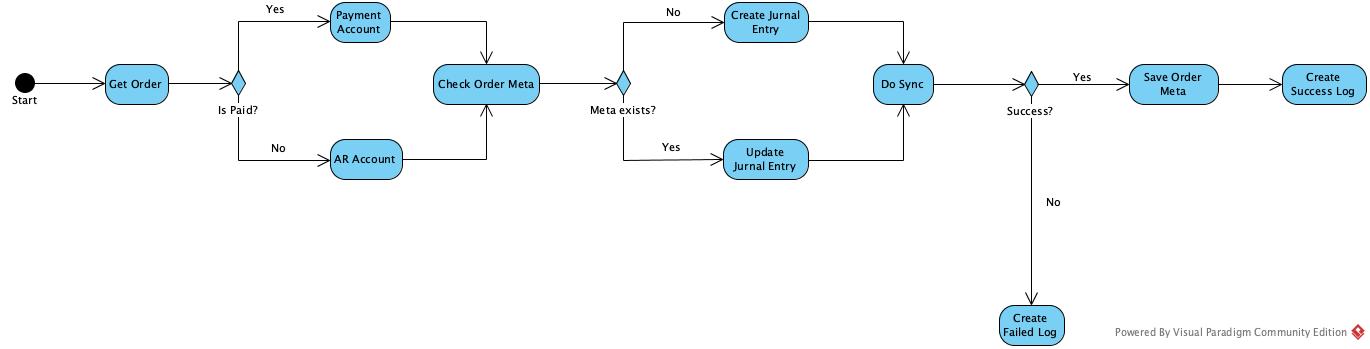 Start
Get Order
Is Paid?
Yes
Payment
Account
No
AR Account
Check Order Meta
Meta exists?
No
Create Jurnal
Entry
Yes
Update
Jurnal Entry
Do Sync
Success?
Yes
Save Order
Meta
Create
Success Log
No
Create
Failed Log
Powered By Visual Paradigm Community Edition